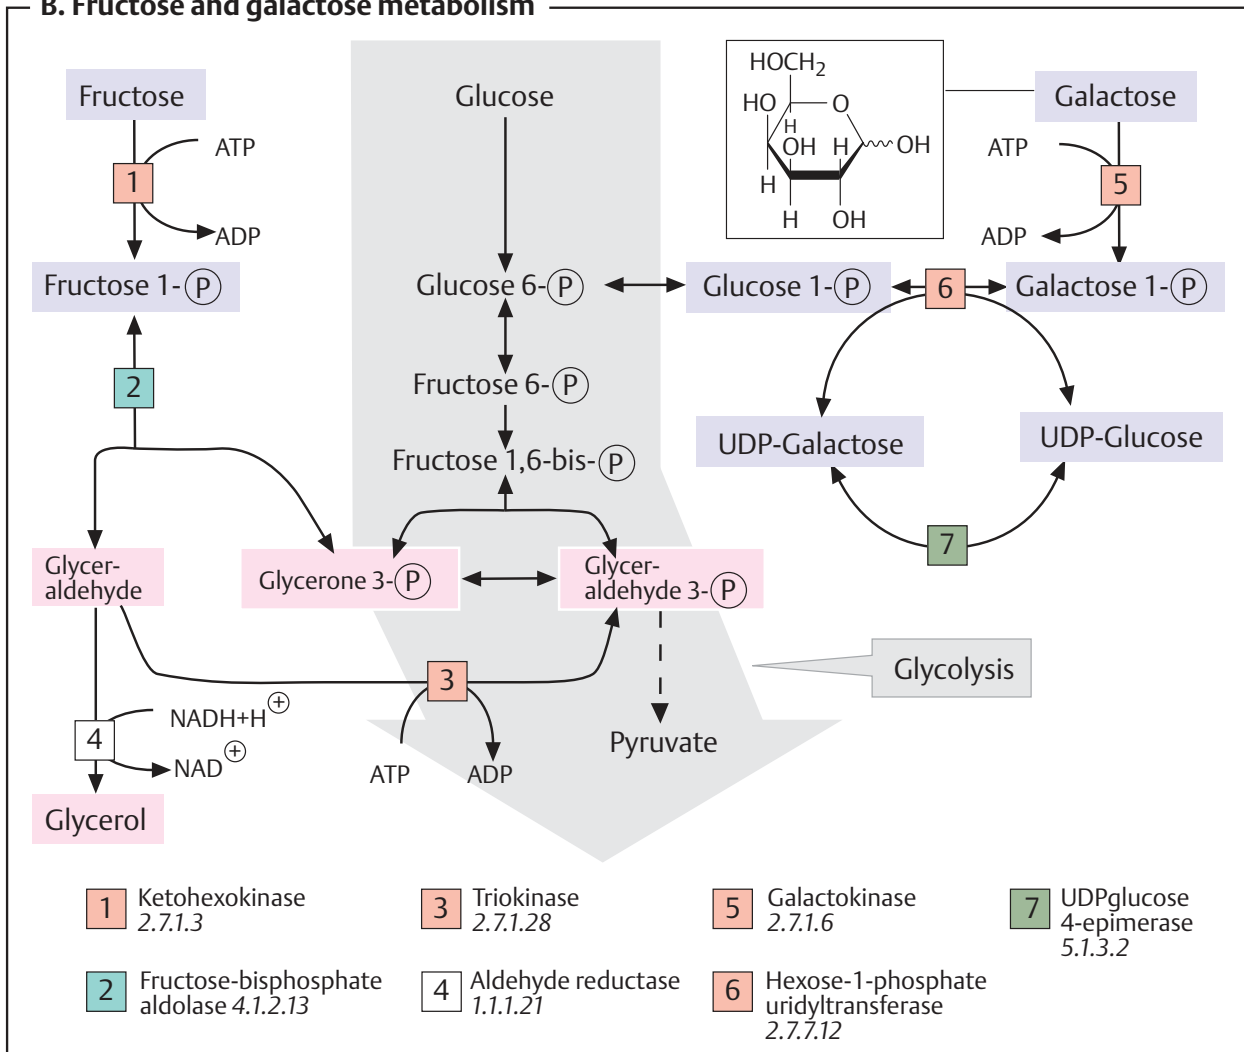 B. Fructose and galactose metabolism
Fructose
Glucose
HOCH2
HO
O
H
OH
H
OH
H
H
OH
Galactose
ATP
1
ADP
ATP
5
ADP
Fructose 1-P
Glucose 6-P
Glucose 1-P
6
Galactose 1-P
2
Fructose 6-P
Fructose 1,6-bis-P
UDP-Galactose
UDP-Glucose
7
Glycer-
aldehyde
Glycerone 3-P
Glycer-
aldehyde 3-P
3
Glycolysis
NADH+H+
4
NAD+
ATP
ADP
Pyruvate
Glycerol
1
Ketohexokinase
2.7.1.3
2
Fructose-bisphosphate
aldolase 4.1.2.13
3
Triokinase
2.7.1.28
4
Aldehyde reductase
1.1.1.21
5
Galactokinase
2.7.1.6
6
Hexose-1-phosphate
uridyltransferase
2.7.7.12
7
UDPglucose
4-epimerase
5.1.3.2